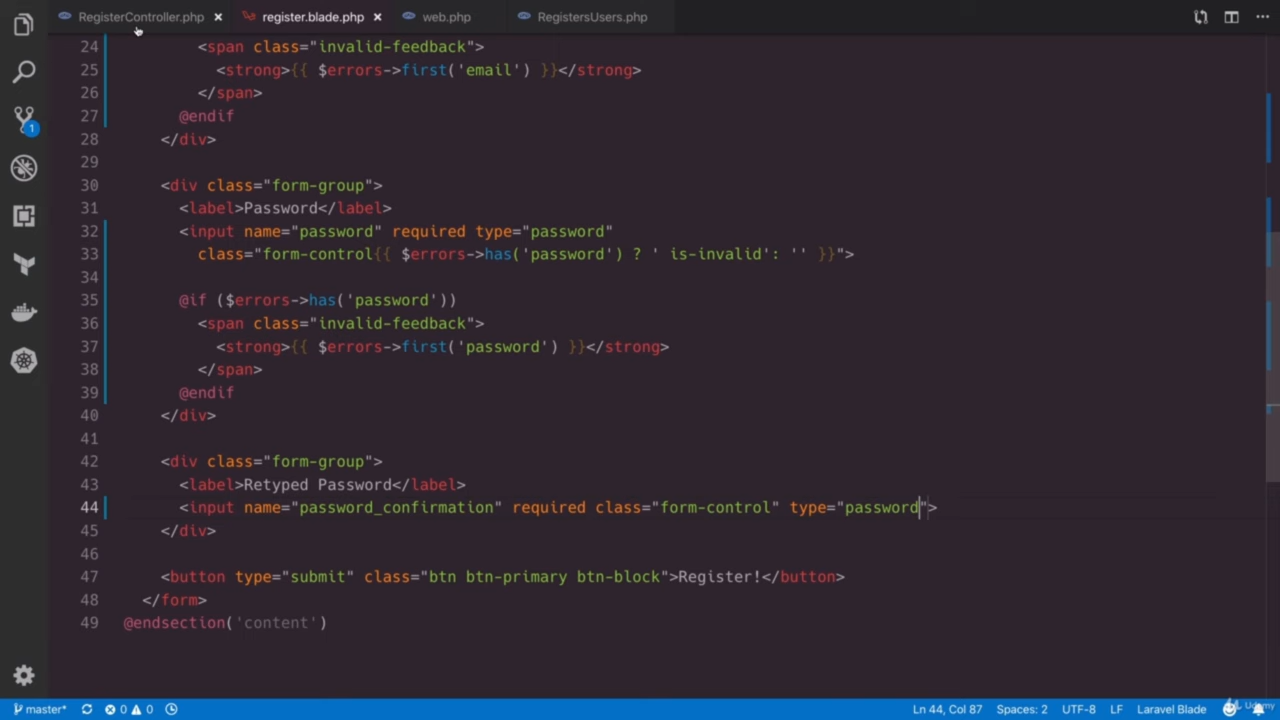 RegisterController.php × register.blade.php × web.php RegistersUsers.php
24 <span class="invalid-feedback">
25 <strong>{{ $errors->first('email') }}</strong>
26 </span>
27 @endif
28 </div>
29
30 <div class="form-group">
31 <label>Password</label>
32 <input name="password" required type="password"
33 class="form-control{{ $errors->has('password') ? ' is-invalid': '' }}">
34
35 @if ($errors->has('password'))
36 <span class="invalid-feedback">
37 <strong>{{ $errors->first('password') }}</strong>
38 </span>
39 @endif
40 </div>
41
42 <div class="form-group">
43 <label>Retyped Password</label>
44 <input name="password_confirmation" required class="form-control" type="password">
45 </div>
46
47 <button type="submit" class="btn btn-primary btn-block">Register!</button>
48 </form>
49 @endsection('content')
1
master* 0 0 Ln 44, Col 87 Spaces: 2 UTF-8 LF Laravel Blade Udemy